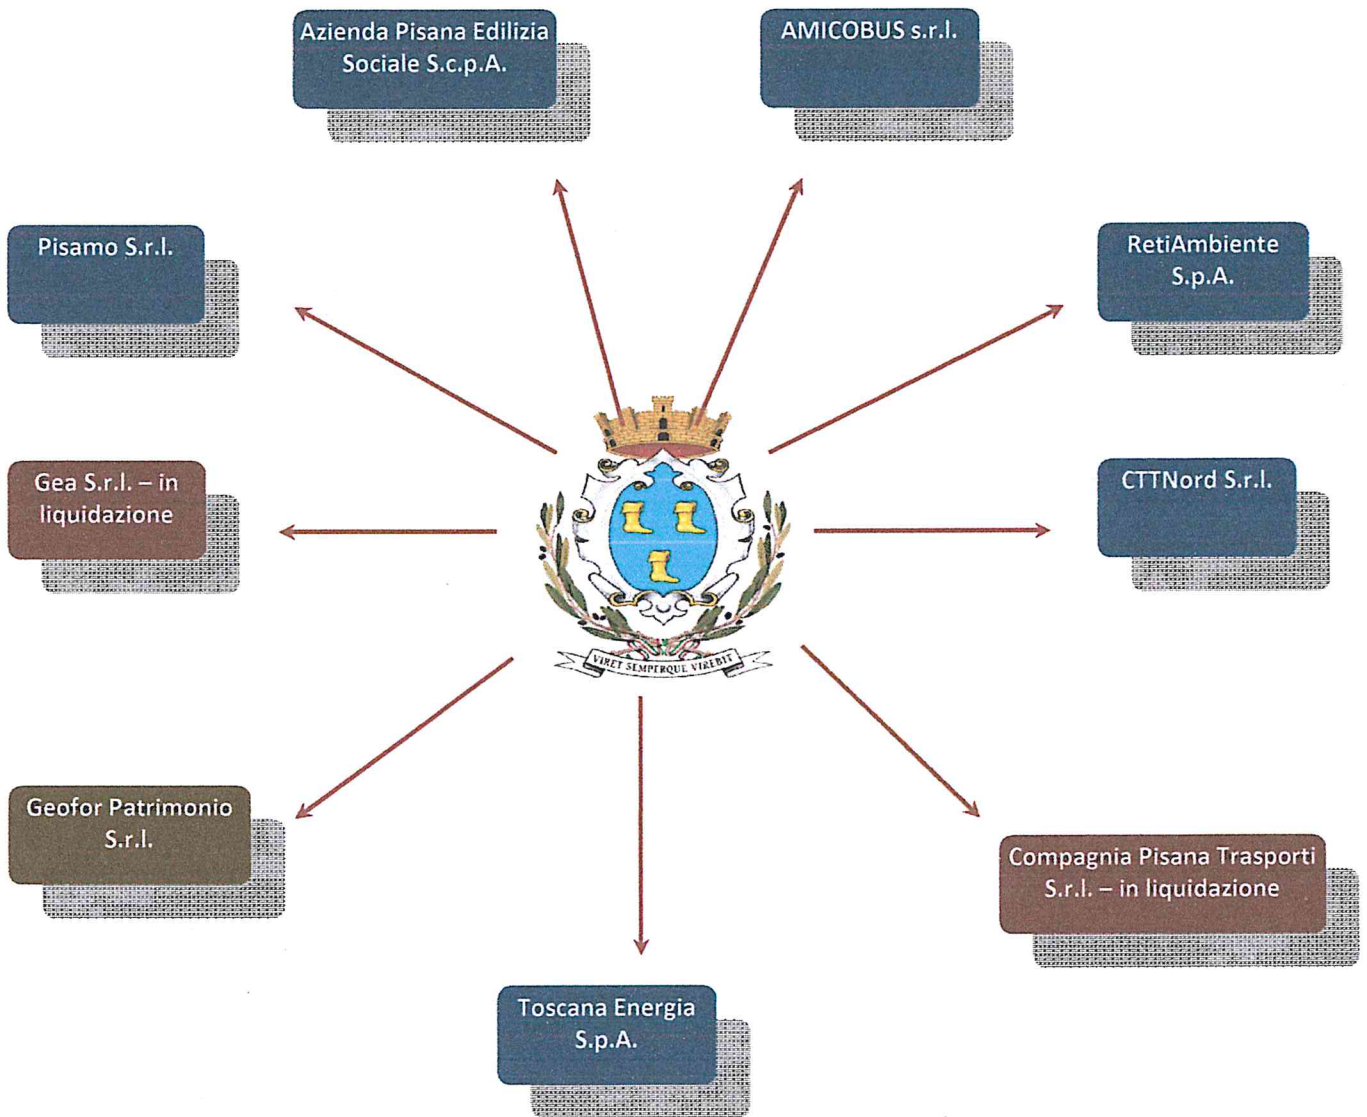 Azienda Pisana Edilizia
Sociale S.c.p.A.
AMICOBUS s.r.l.
Pisamo S.r.l.
RetiAmbiente
S.p.A.
Gea S.r.l. – in
liquidazione
CTTNord S.r.l.
VIRET SEMPERQUE VIREBIT
Geofor Patrimonio
S.r.l.
Compagnia Pisana Trasporti
S.r.l. – in liquidazione
Toscana Energia
S.p.A.